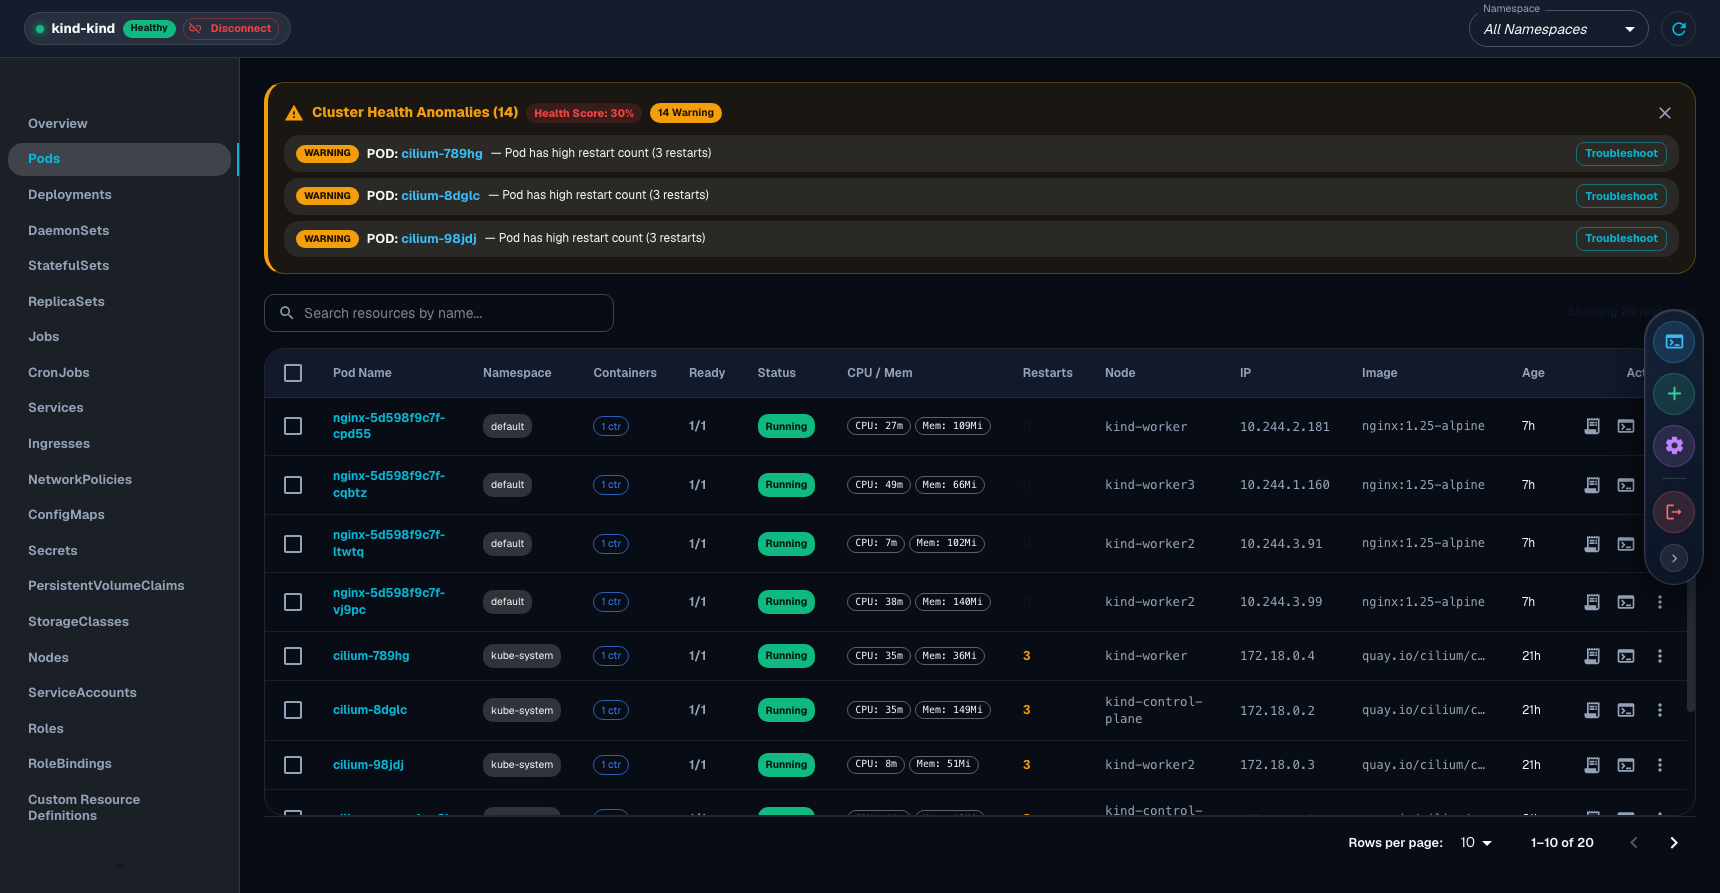 kind-kind Healthy Disconnect
Namespace
All Namespaces
Overview
Pods
Deployments
DaemonSets
StatefulSets
ReplicaSets
Jobs
CronJobs
Services
Ingresses
NetworkPolicies
ConfigMaps
Secrets
PersistentVolumeClaims
StorageClasses
Nodes
ServiceAccounts
Roles
RoleBindings
Custom Resource
Definitions
Cluster Health Anomalies (14) Health Score: 30% 14 Warning
WARNING POD: cilium-789hg — Pod has high restart count (3 restarts) Troubleshoot
WARNING POD: cilium-8dglc — Pod has high restart count (3 restarts) Troubleshoot
WARNING POD: cilium-98jdj — Pod has high restart count (3 restarts) Troubleshoot
Search resources by name...
Showing 20
Pod Name Namespace Containers Ready Status CPU / Mem Restarts Node IP Image Age
nginx-5d598f9c7f-
cpd55 default 1 ctr 1/1 Running CPU: 27m Mem: 109Mi 0 kind-worker 10.244.2.181 nginx:1.25-alpine 7h
nginx-5d598f9c7f-
cqbtz default 1 ctr 1/1 Running CPU: 49m Mem: 66Mi 0 kind-worker3 10.244.1.160 nginx:1.25-alpine 7h
nginx-5d598f9c7f-
ltwtq default 1 ctr 1/1 Running CPU: 7m Mem: 102Mi 0 kind-worker2 10.244.3.91 nginx:1.25-alpine 7h
nginx-5d598f9c7f-
vj9pc default 1 ctr 1/1 Running CPU: 38m Mem: 140Mi 0 kind-worker2 10.244.3.99 nginx:1.25-alpine 7h
cilium-789hg kube-system 1 ctr 1/1 Running CPU: 35m Mem: 36Mi 3 kind-worker 172.18.0.4 quay.io/cilium/c… 21h
cilium-8dglc kube-system 1 ctr 1/1 Running CPU: 35m Mem: 149Mi 3 kind-control-
plane 172.18.0.2 quay.io/cilium/c… 21h
cilium-98jdj kube-system 1 ctr 1/1 Running CPU: 8m Mem: 51Mi 3 kind-worker2 172.18.0.3 quay.io/cilium/c… 21h
kind-control-
Rows per page: 10 1–10 of 20